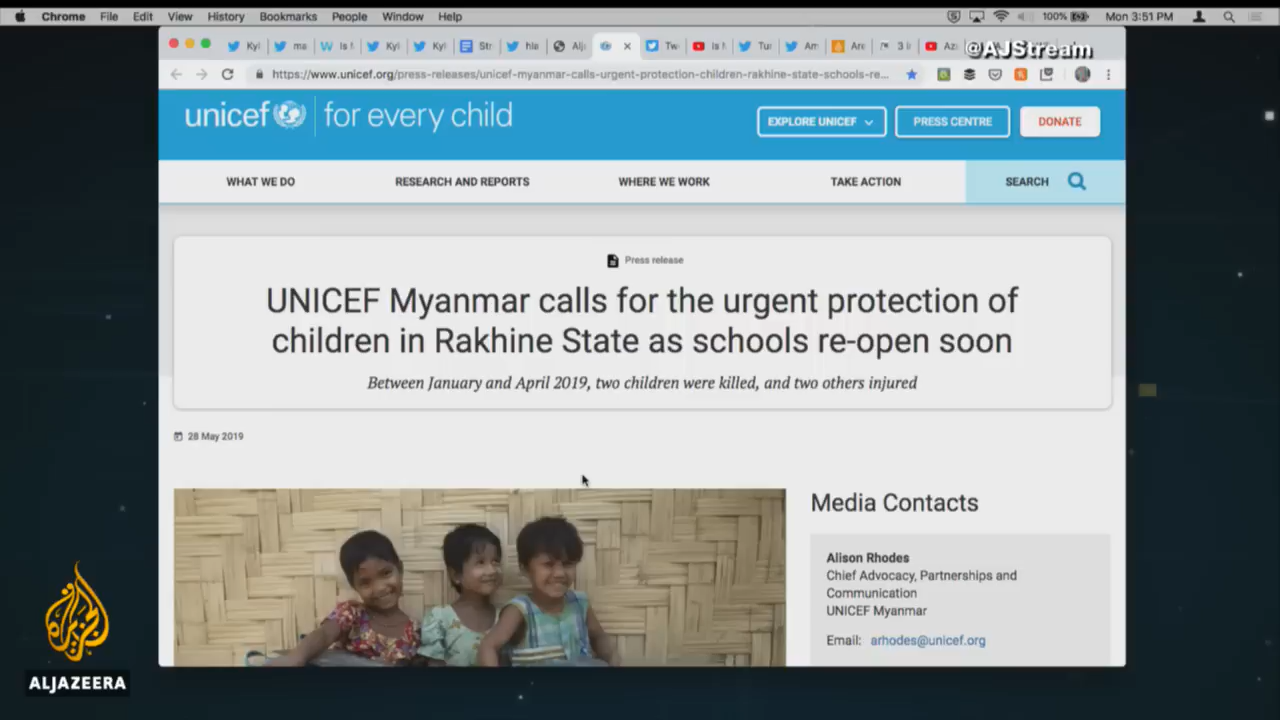 Chrome File Edit View History Bookmarks People Window Help 100% Mon 3:51 PM
@AJStream
https://www.unicef.org/press-releases/unicef-myanmar-calls-urgent-protection-children-rakhine-state-schools-re...
unicef for every child
EXPLORE UNICEF PRESS CENTRE DONATE
WHAT WE DO RESEARCH AND REPORTS WHERE WE WORK TAKE ACTION SEARCH
Press release
UNICEF Myanmar calls for the urgent protection of
children in Rakhine State as schools re-open soon
Between January and April 2019, two children were killed, and two others injured
28 May 2019
Media Contacts
Alison Rhodes
Chief Advocacy, Partnerships and
Communication
UNICEF Myanmar
Email: arhodes@unicef.org
الجزيرة
ALJAZEERA